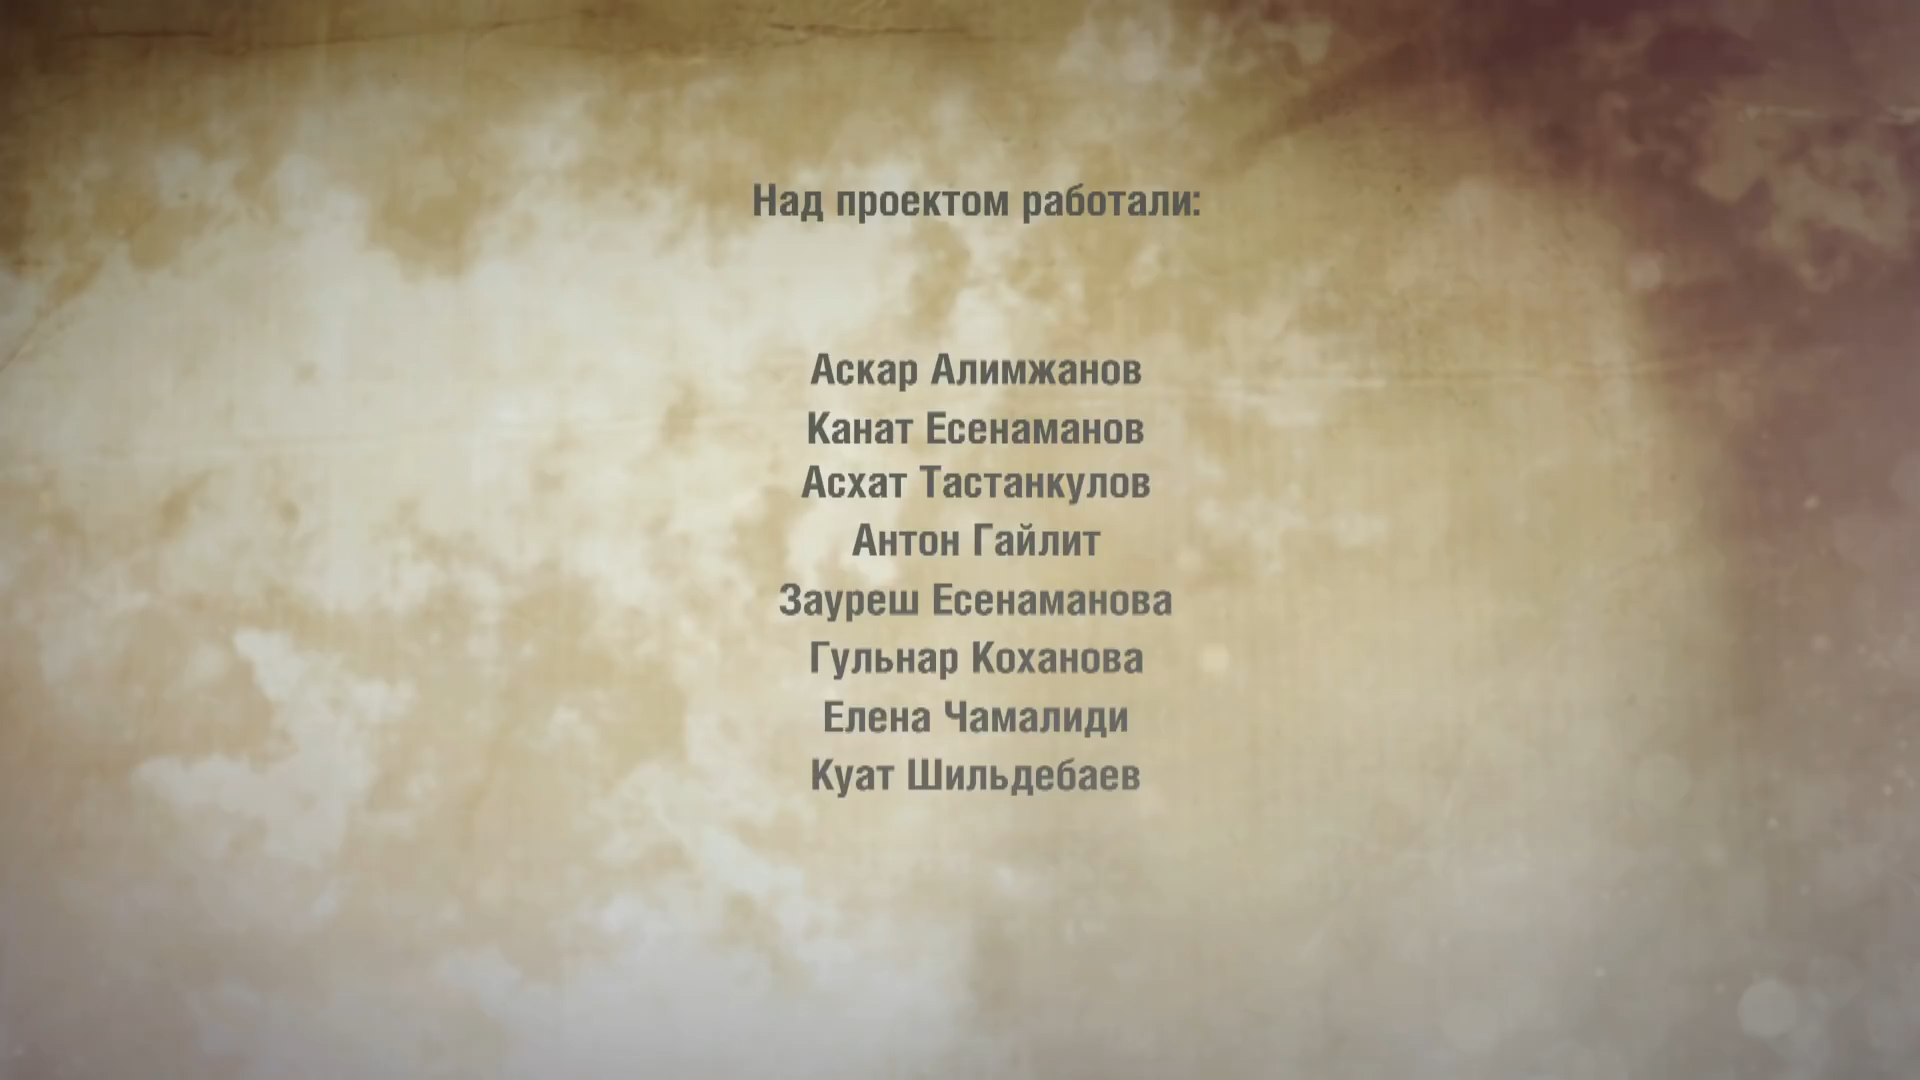 Над проектом работали:
Аскар Алимжанов
Канат Есенаманов
Асхат Тастанкулов
Антон Гайлит
Зауреш Есенаманова
Гульнар Коханова
Елена Чамалиди
Куат Шильдебаев